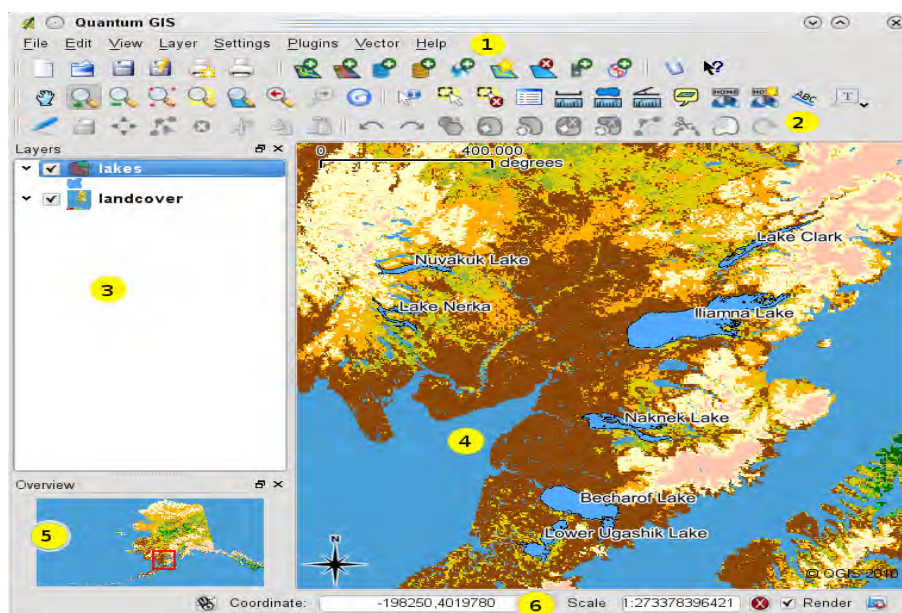 Quantum GIS
File Edit View Layer Settings Plugins Vector Help 1
HOME
ABC
T
2
Layers
lakes
landcover
3
0 400,000 degrees
Lake Clark
Nuvakuk Lake
Lake Nerka
Iliamna Lake
Naknek Lake
4
Becharof Lake
Lower Ugashik Lake
Overview
5
N
©QGIS 2010
Coordinate: -198250,4019780 6 Scale 1:273378396421 Render